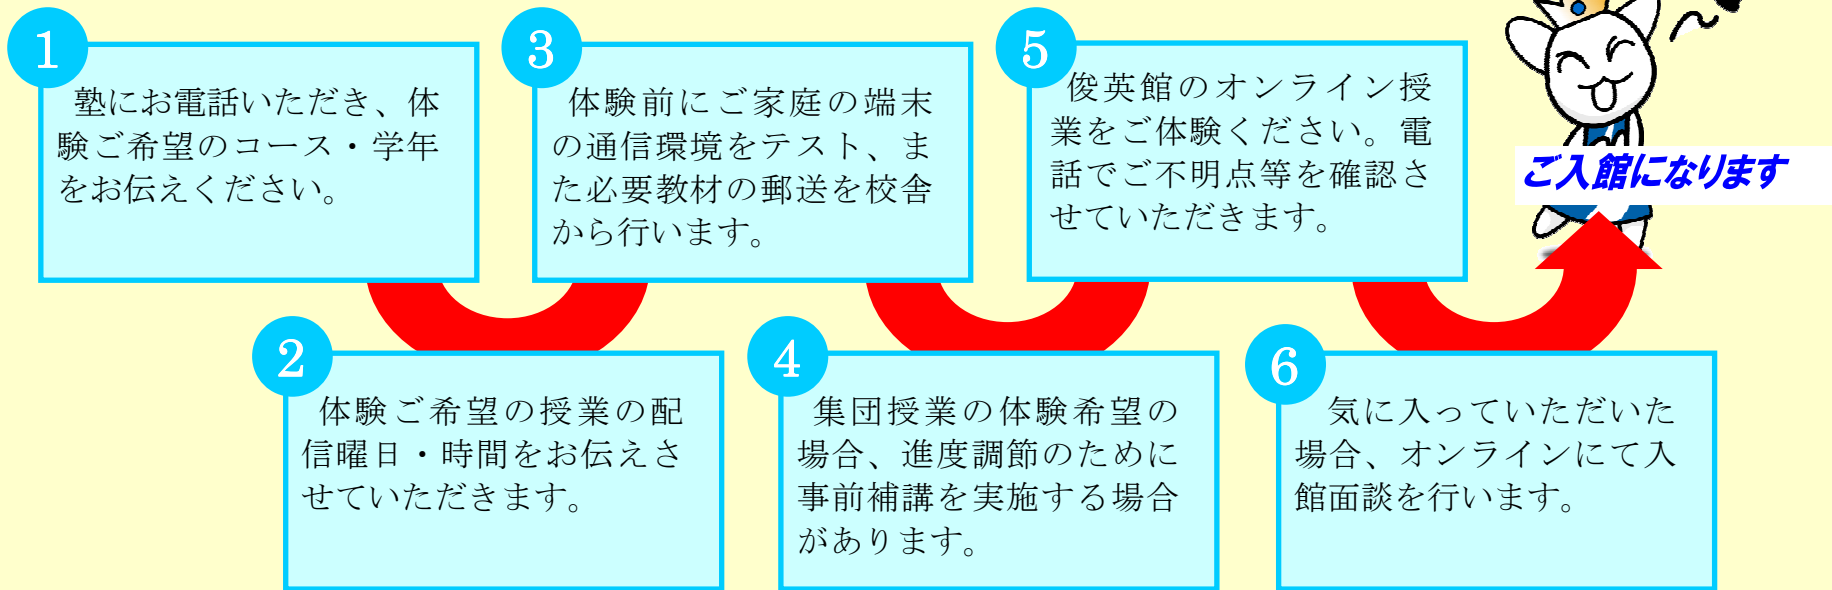 1
塾にお電話いただき、体
験ご希望のコース・学年
をお伝えください。
2
体験ご希望の授業の配
信曜日・時間をお伝えさ
せていただきます。
3
体験前にご家庭の端末
の通信環境をテスト、ま
た必要教材の郵送を校舎
から行います。
4
集団授業の体験希望の
場合、進度調節のために
事前補講を実施する場合
があります。
5
俊英館のオンライン授
業をご体験ください。電
話でご不明点等を確認さ
せていただきます。
6
気に入っていただいた
場合、オンラインにて入
館面談を行います。
ご入館になります